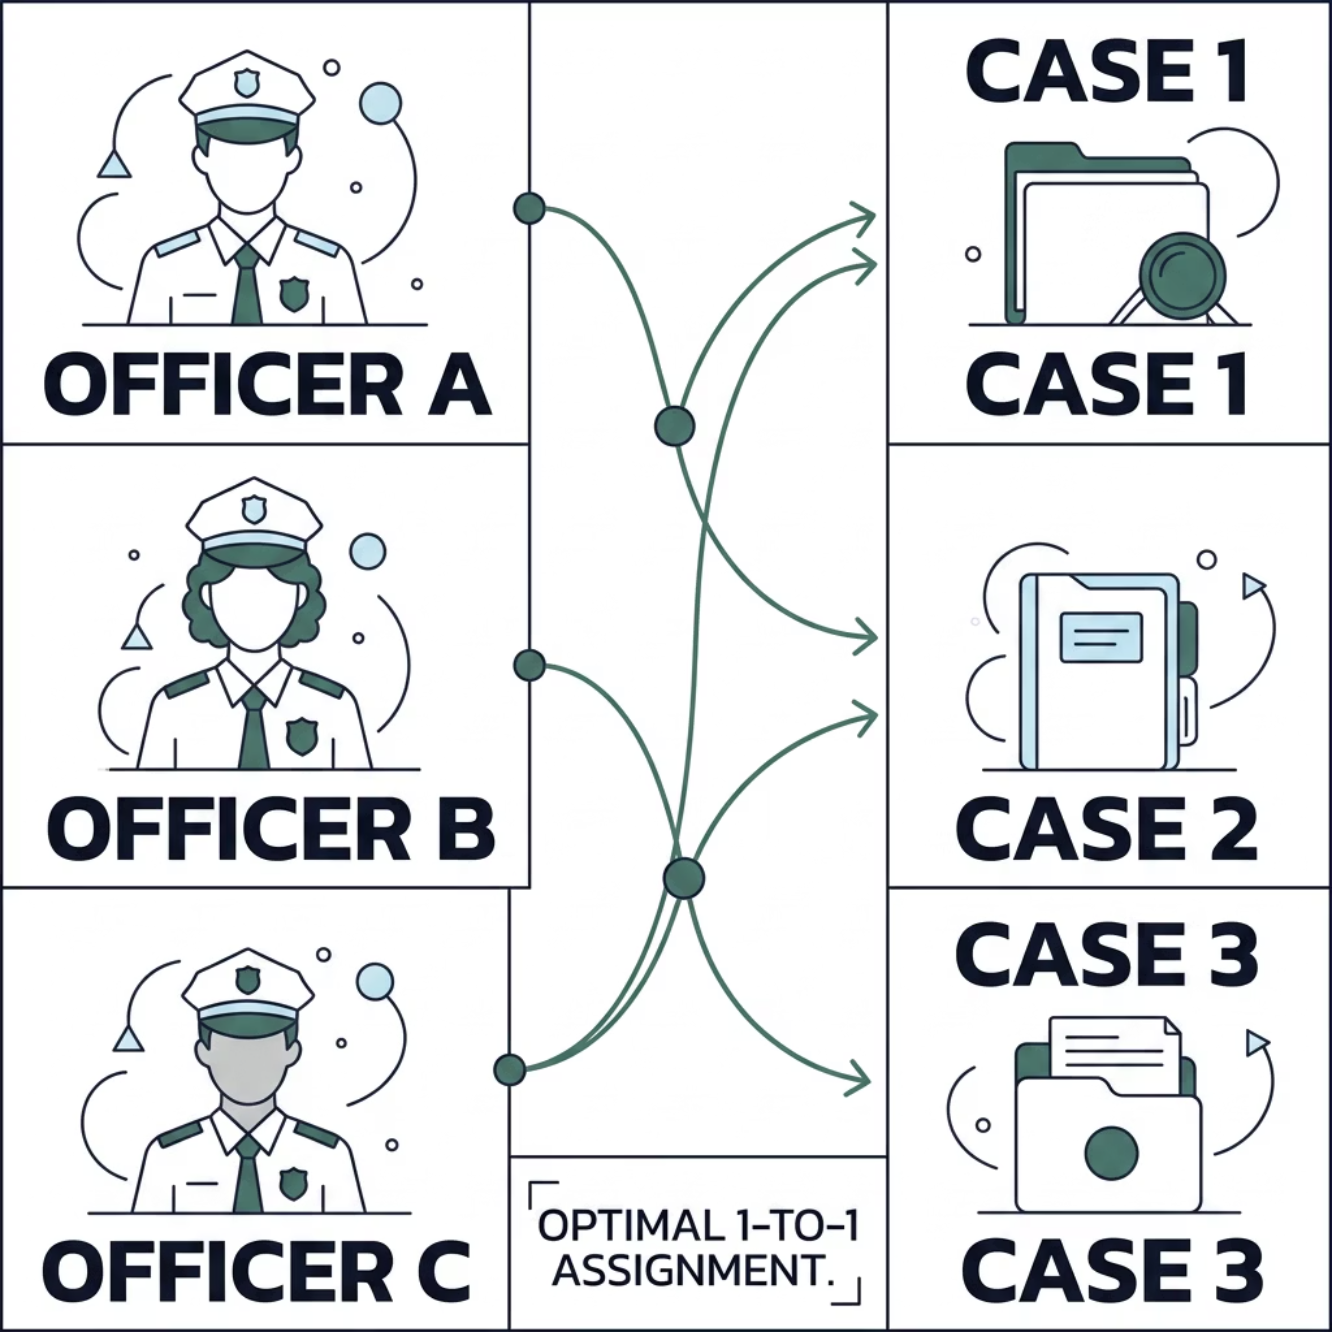 OFFICER A
OFFICER B
OFFICER C
OPTIMAL 1-TO-1
ASSIGNMENT.
CASE 1
CASE 1
CASE 2
CASE 3
CASE 3